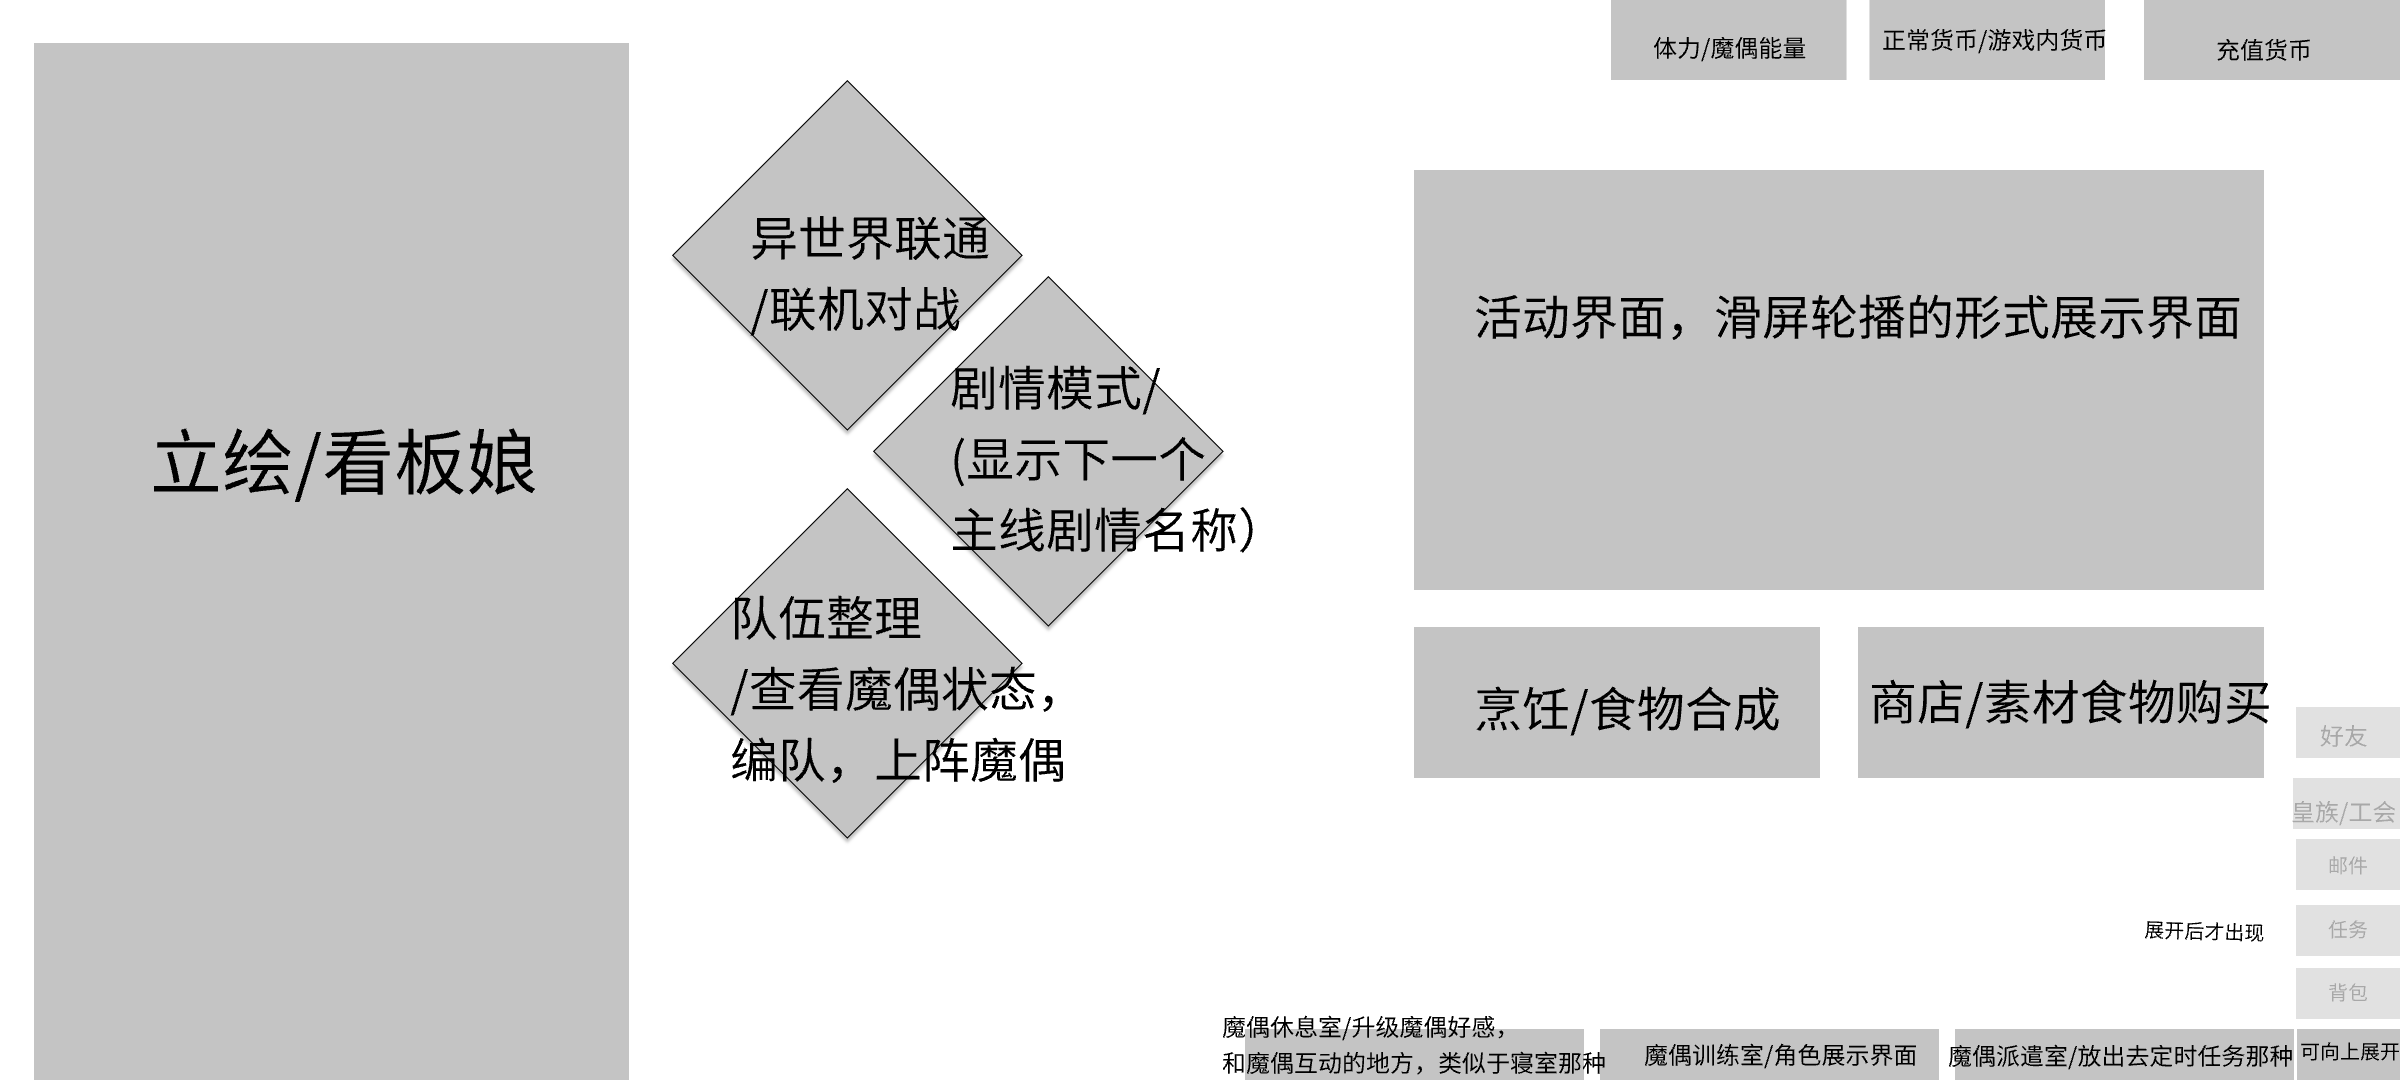 体力/魔偶能量
正常货币/游戏内货币
充值货币
立绘/看板娘
异世界联通
/联机对战
剧情模式/
(显示下一个
主线剧情名称）
队伍整理
/查看魔偶状态，
编队，上阵魔偶
活动界面，滑屏轮播的形式展示界面
烹饪/食物合成
商店/素材食物购买
好友
皇族/工会
邮件
任务
背包
展开后才出现
魔偶休息室/升级魔偶好感，
和魔偶互动的地方，类似于寝室那种
魔偶训练室/角色展示界面
魔偶派遣室/放出去定时任务那种
可向上展开